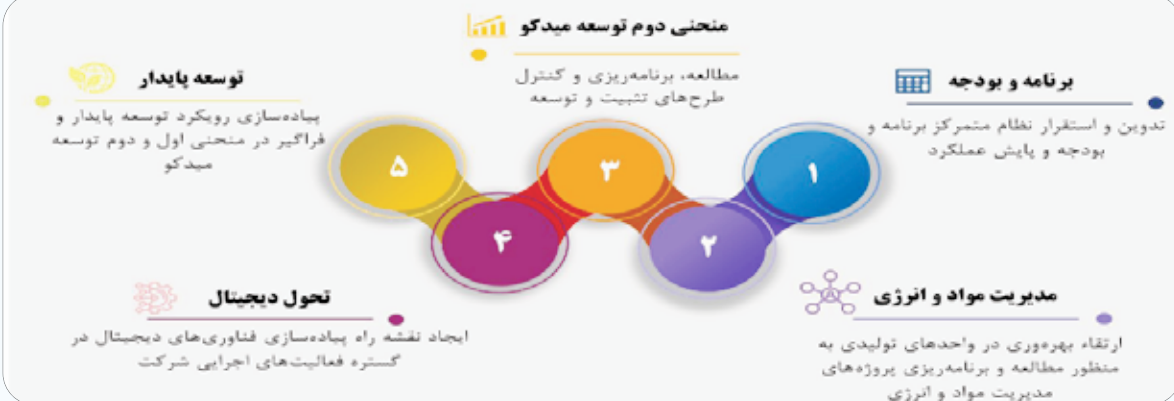 برنامه و بودجه
تدوین و استقرار نظام متمرکز برنامه و
بودجه و پایش عملکرد
۱
مدیریت مواد و انرژی
ارتقاء بهره‌وری در واحدهای تولیدی به
منظور مطالعه و برنامه‌ریزی پروژه‌های
مدیریت مواد و انرژی
۲
منحنی دوم توسعه میدکو
مطالعه، برنامه‌ریزی و کنترل
طرح‌های تثبیت و توسعه
۳
تحول دیجیتال
ایجاد نقشه راه پیاده‌سازی فناوری‌های دیجیتال در
گستره فعالیت‌های اجرایی شرکت
۴
توسعه پایدار
پیاده‌سازی رویکرد توسعه پایدار و
فراگیر در منحنی اول و دوم توسعه
میدکو
۵